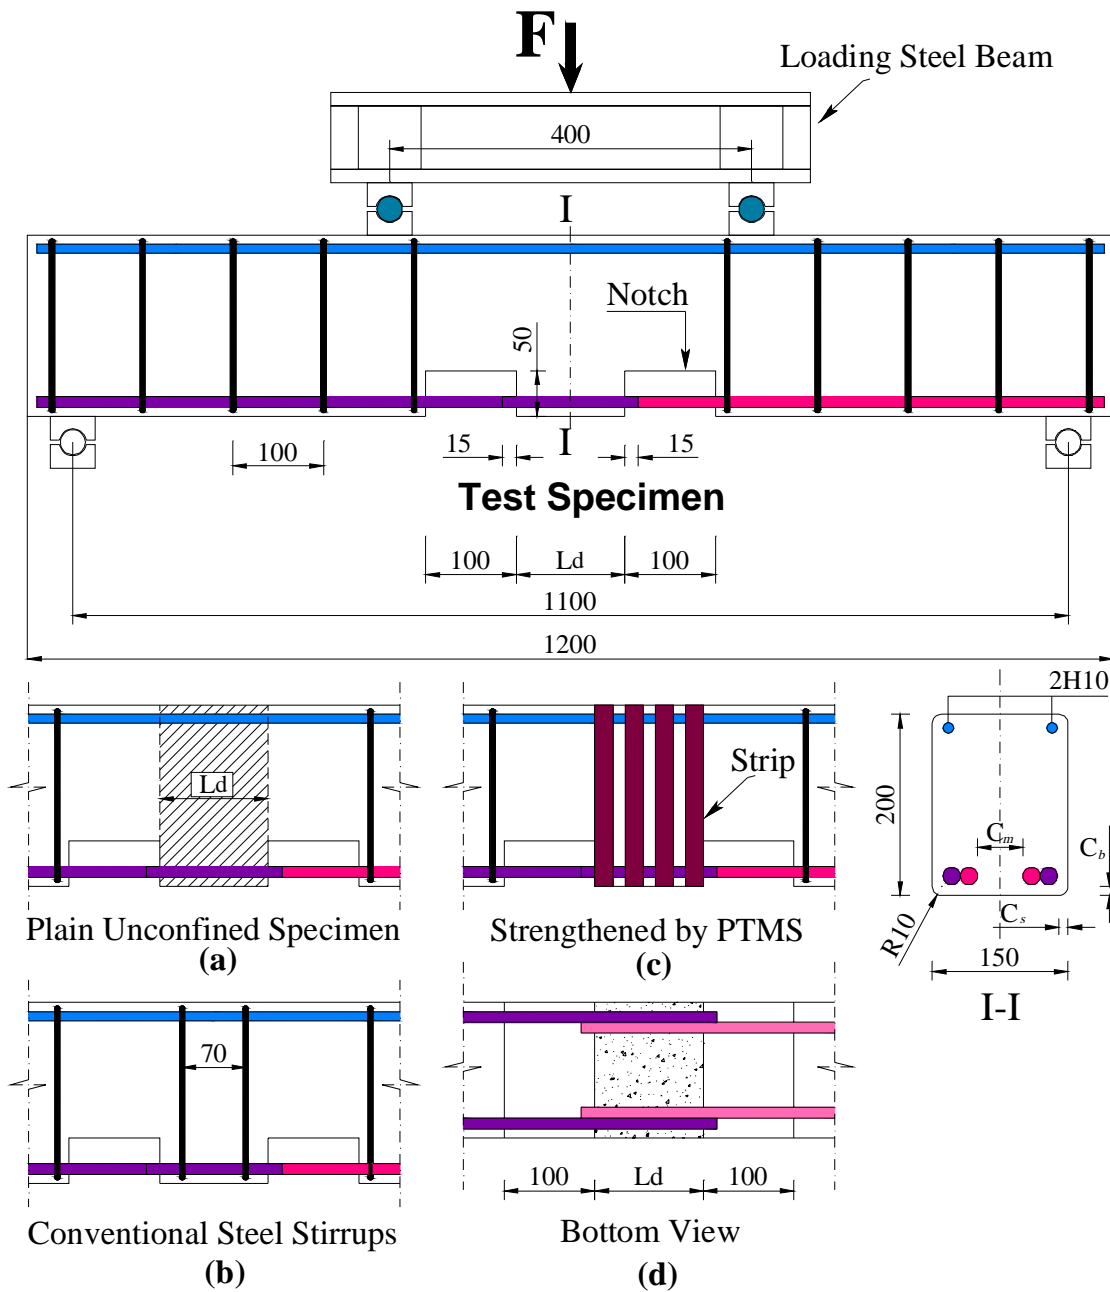 F
Loading Steel Beam
400
I
Notch
50
15
I
15
100
Test Specimen
100
Ld
100
1100
1200
2H10
Ld
Strip
200
Cm
Cb
Cs
R10
150
I-I
Plain Unconfined Specimen
(a)
Strengthened by PTMS
(c)
70
100
Ld
100
Conventional Steel Stirrups
(b)
Bottom View
(d)